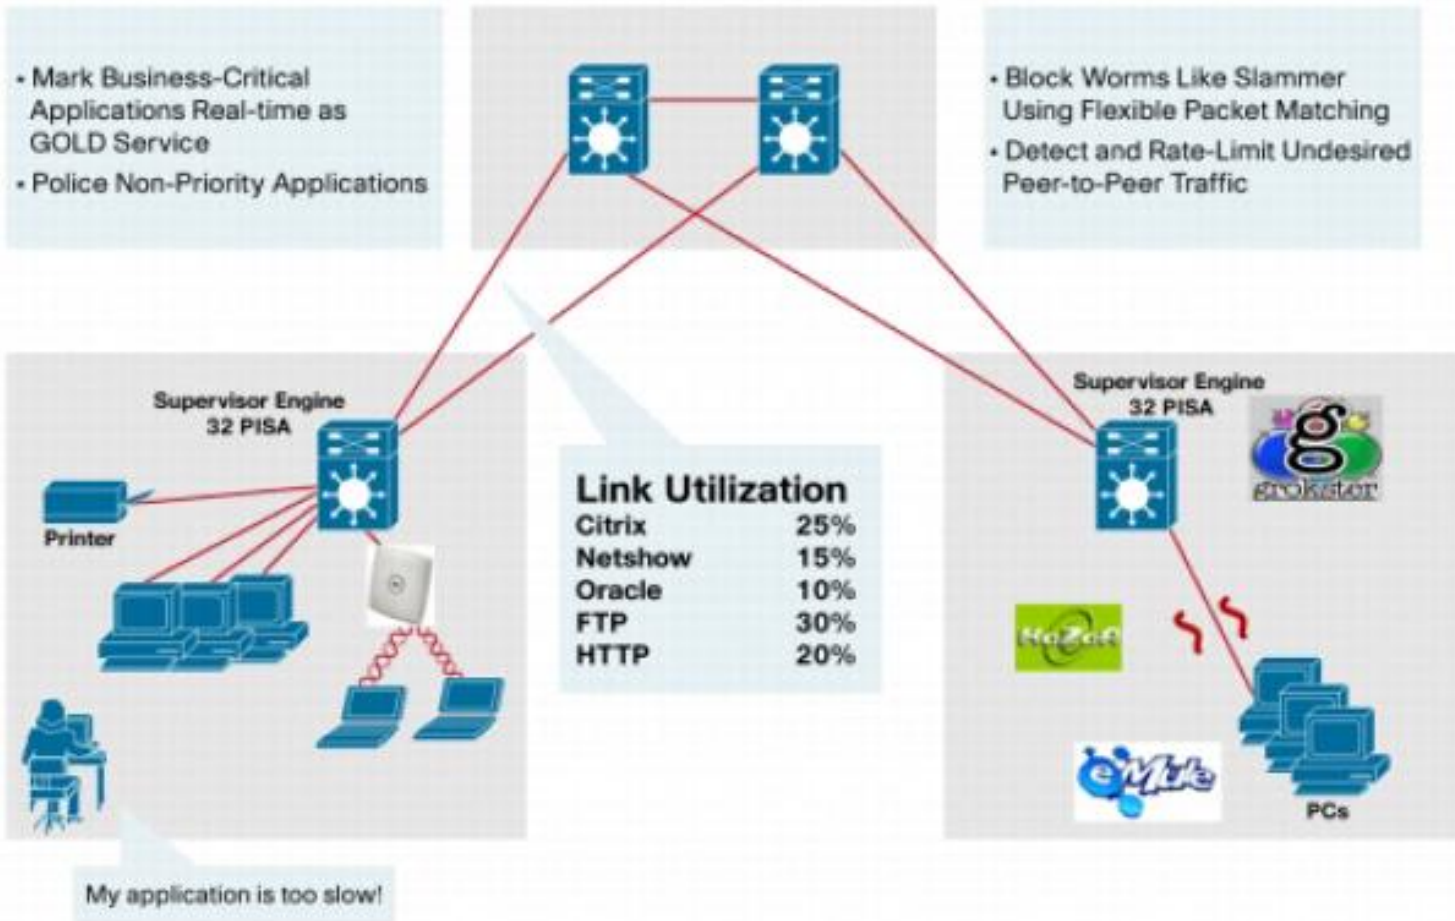 • Mark Business-Critical
Applications Real-time as
GOLD Service
• Police Non-Priority Applications
• Block Worms Like Slammer
Using Flexible Packet Matching
• Detect and Rate-Limit Undesired
Peer-to-Peer Traffic
Supervisor Engine
32 PISA
Printer
Link Utilization
Citrix 25%
Netshow 15%
Oracle 10%
FTP 30%
HTTP 20%
Supervisor Engine
32 PISA
g
grokster
KaZaA
eMule
PCs
My application is too slow!